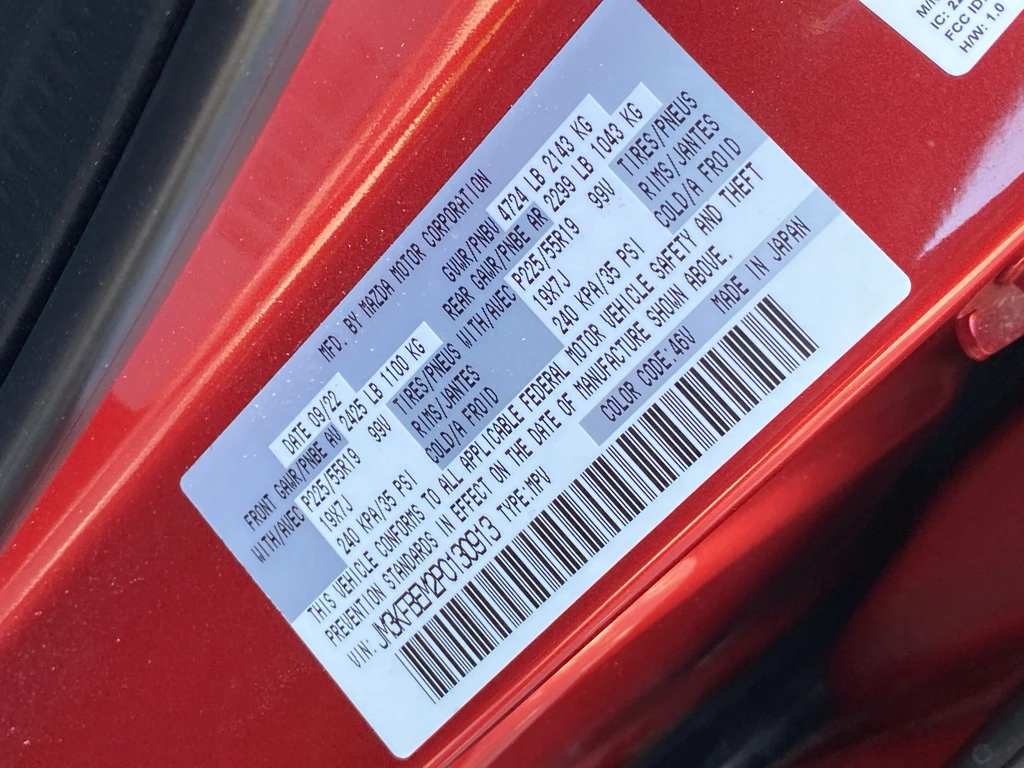 MFD. BY MAZDA MOTOR CORPORATION
DATE 09/22 GVWR/PNBV 4724 LB 2143 KG
FRONT GAWR/PNBE AV 2425 LB 1100 KG REAR GAWR/PNBE AR 2299 LB 1043 KG
WITH/AVEC P225/55R19 99V TIRES/PNEUS WITH/AVEC P225/55R19 99V TIRES/PNEUS
19X7J RIMS/JANTES 19X7J RIMS/JANTES
240 KPA/35 PSI COLD/A FROID 240 KPA/35 PSI COLD/A FROID
THIS VEHICLE CONFORMS TO ALL APPLICABLE FEDERAL MOTOR VEHICLE SAFETY AND THEFT
PREVENTION STANDARDS IN EFFECT ON THE DATE OF MANUFACTURE SHOWN ABOVE.
VIN: JM3KFBEM2P0130913 TYPE:MPV COLOR CODE:46V MADE IN JAPAN
IC: 22
FCC ID
H/W: 1.0